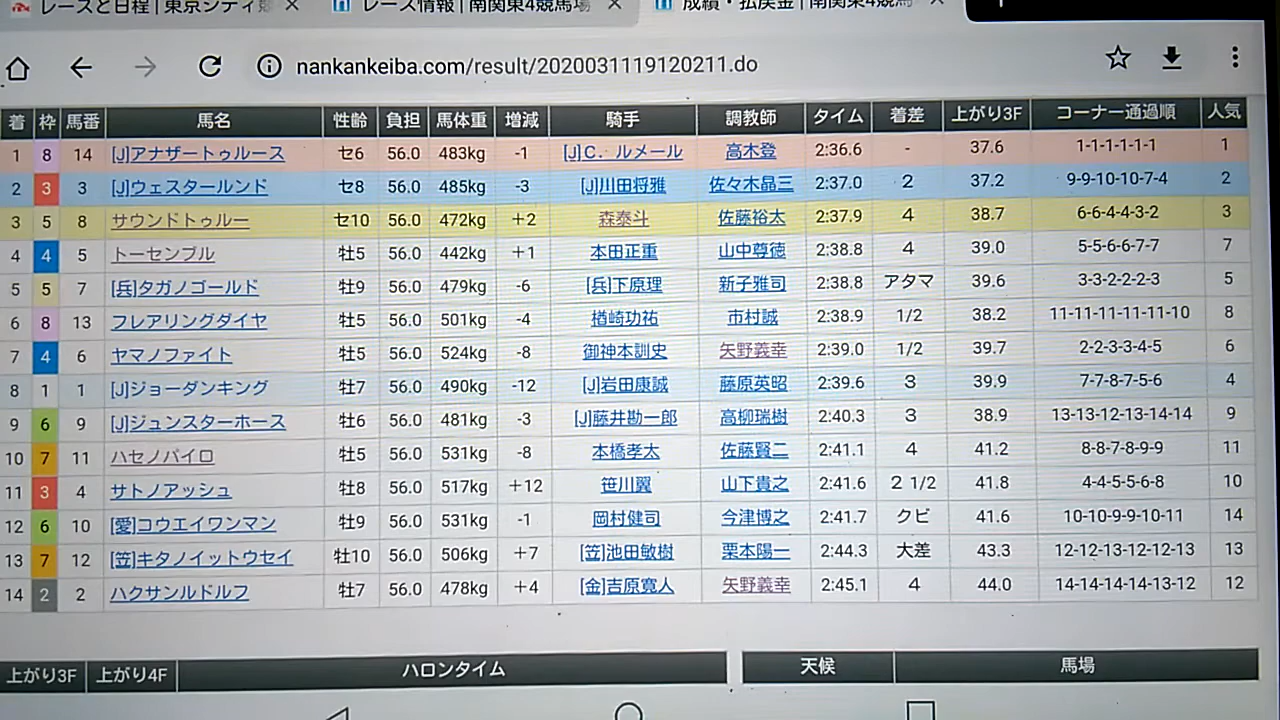 レースと日程 | 東京シティ競 × レース情報 | 南関東4競馬場 × 成績・払戻金 | 南関東4競馬 ×
nankankeiba.com/result/2020031119120211.do
着 枠 馬番 馬名 性齢 負担 馬体重 増減 騎手 調教師 タイム 着差 上がり3F コーナー通過順 人気
1 8 14 [J]アナザートゥルース セ6 56.0 483kg -1 [J]C.ルメール 高木登 2:36.6 - 37.6 1-1-1-1-1-1 1
2 3 3 [J]ウェスタールンド セ8 56.0 485kg -3 [J]川田将雅 佐々木晶三 2:37.0 2 37.2 9-9-10-10-7-4 2
3 5 8 サウンドトゥルー セ10 56.0 472kg +2 森泰斗 佐藤裕太 2:37.9 4 38.7 6-6-4-4-3-2 3
4 4 5 トーセンブル 牡5 56.0 442kg +1 本田正重 山中尊徳 2:38.8 4 39.0 5-5-6-6-7-7 7
5 5 7 [兵]タガノゴールド 牡9 56.0 479kg -6 [兵]下原理 新子雅司 2:38.8 アタマ 39.6 3-3-2-2-2-3 5
6 8 13 フレアリングダイヤ 牡5 56.0 501kg -4 楢崎功祐 市村誠 2:38.9 1/2 38.2 11-11-11-11-11-10 8
7 4 6 ヤマノファイト 牡5 56.0 524kg -8 御神本訓史 矢野義幸 2:39.0 1/2 39.7 2-2-3-3-4-5 6
8 1 1 [J]ジョーダンキング 牡7 56.0 490kg -12 [J]岩田康誠 藤原英昭 2:39.6 3 39.9 7-7-8-7-5-6 4
9 6 9 [J]ジュンスターホース 牡6 56.0 481kg -3 [J]藤井勘一郎 高柳瑞樹 2:40.3 3 38.9 13-13-12-13-14-14 9
10 7 11 ハセノパイロ 牡5 56.0 531kg -8 本橋孝太 佐藤賢二 2:41.1 4 41.2 8-8-7-8-9-9 11
11 3 4 サトノアッシュ 牡8 56.0 517kg +12 笹川翼 山下貴之 2:41.6 2 1/2 41.8 4-4-5-5-6-8 10
12 6 10 [愛]コウエイワンマン 牡9 56.0 531kg -1 岡村健司 今津博之 2:41.7 クビ 41.6 10-10-9-9-10-11 14
13 7 12 [笠]キタノイットウセイ 牡10 56.0 506kg +7 [笠]池田敏樹 栗本陽一 2:44.3 大差 43.3 12-12-13-12-12-13 13
14 2 2 ハクサンルドルフ 牡7 56.0 478kg +4 [金]吉原寛人 矢野義幸 2:45.1 4 44.0 14-14-14-14-13-12 12
上がり3F 上がり4F ハロンタイム 天候 馬場